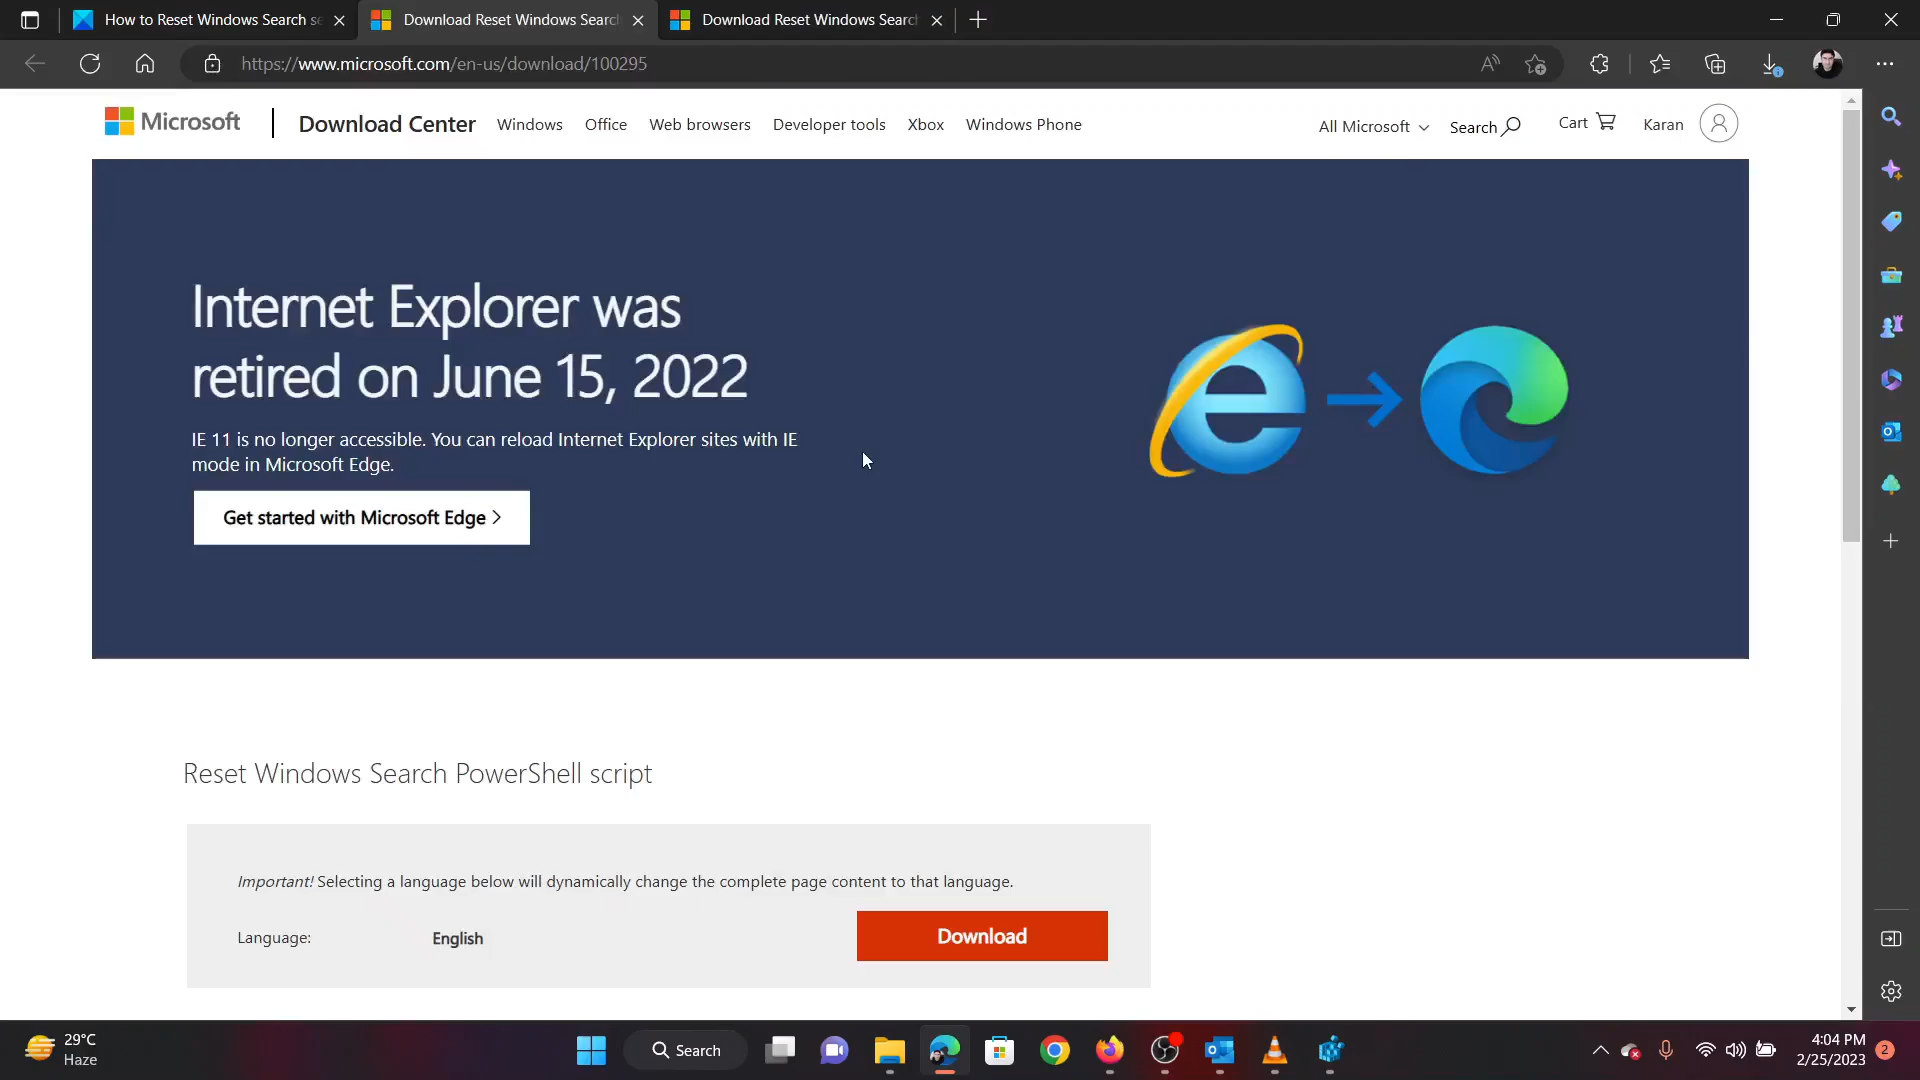 How to Reset Windows Search se
Download Reset Windows Search
Download Reset Windows Search
https://www.microsoft.com/en-us/download/100295
Microsoft
Download Center
Windows
Office
Web browsers
Developer tools
Xbox
Windows Phone
All Microsoft
Search
Cart
Karan
Internet Explorer was
retired on June 15, 2022
IE 11 is no longer accessible. You can reload Internet Explorer sites with IE
mode in Microsoft Edge.
Get started with Microsoft Edge >
Reset Windows Search PowerShell script
Important! Selecting a language below will dynamically change the complete page content to that language.
Language:
English
Download
29°C
Haze
Search
4:04 PM
2/25/2023
2